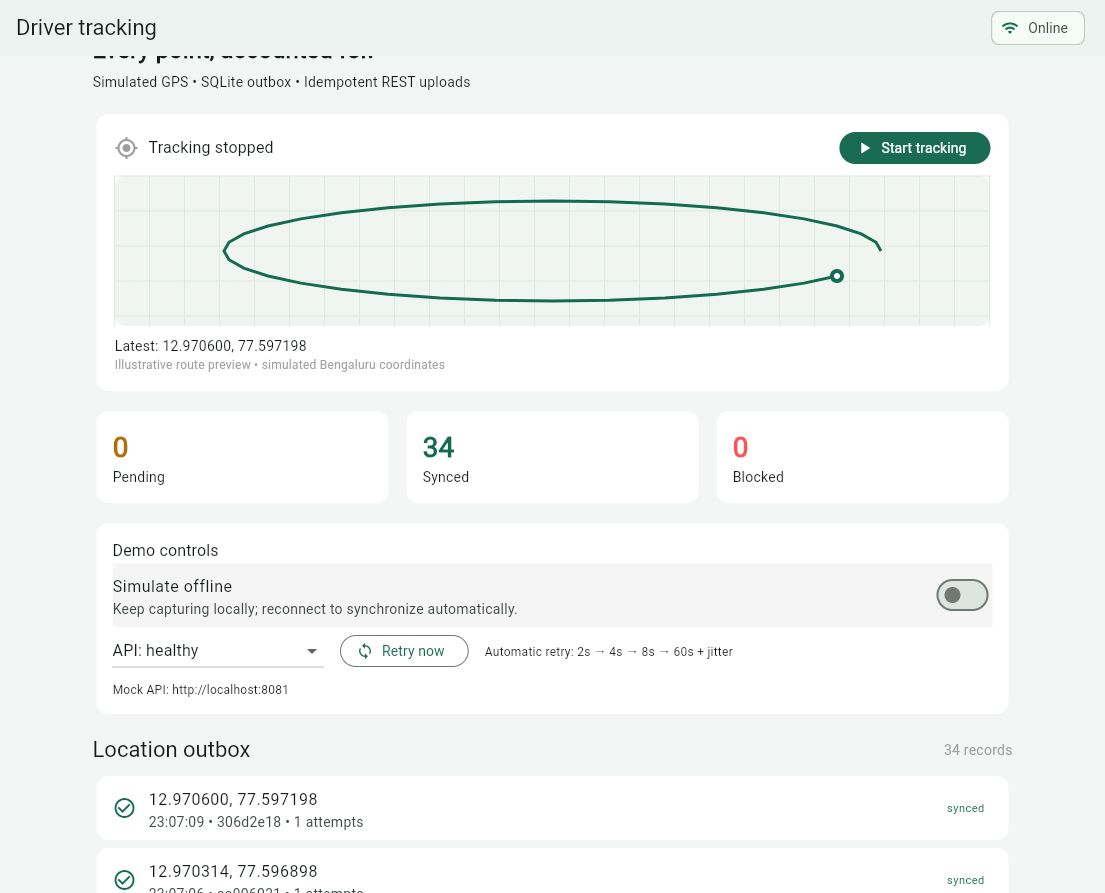 Driver tracking
Online
Every point, accounted for.
Simulated GPS • SQLite outbox • Idempotent REST uploads
Tracking stopped
Start tracking
Latest: 12.970600, 77.597198
Illustrative route preview • simulated Bengaluru coordinates
0
Pending
34
Synced
0
Blocked
Demo controls
Simulate offline
Keep capturing locally; reconnect to synchronize automatically.
API: healthy
Retry now
Automatic retry: 2s → 4s → 8s → 60s + jitter
Mock API: http://localhost:8081
Location outbox
34 records
12.970600, 77.597198
23:07:09 • 306d2e18 • 1 attempts
synced
12.970314, 77.596898
synced